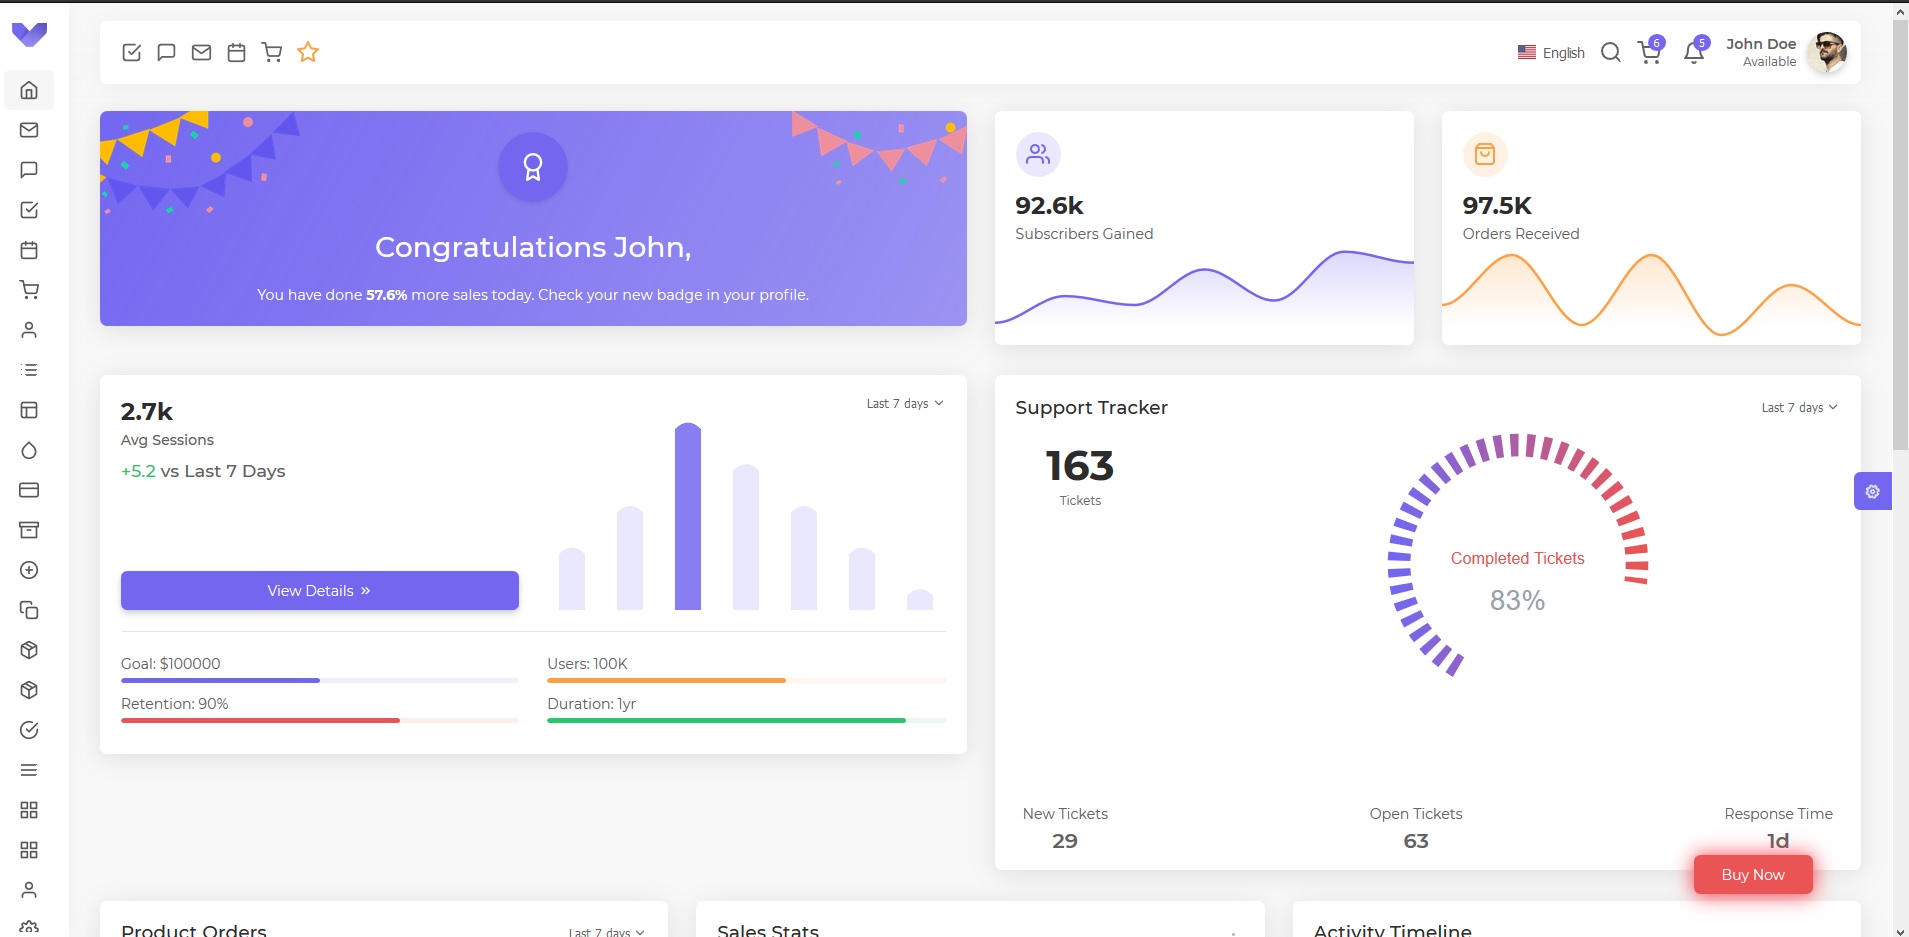 English
6
5
John Doe
Available
Congratulations John,
You have done 57.6% more sales today. Check your new badge in your profile.
92.6k
Subscribers Gained
97.5K
Orders Received
2.7k
Avg Sessions
+5.2 vs Last 7 Days
Last 7 days
View Details »
Goal: $100000
Users: 100K
Retention: 90%
Duration: 1yr
Support Tracker
Last 7 days
163
Tickets
Completed Tickets
83%
New Tickets
29
Open Tickets
63
Response Time
1d
Buy Now
Product Orders
Last 7 days
Sales Stats
Activity Timeline